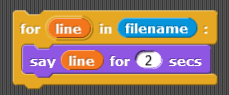 for line in filename :
say line for 2 secs